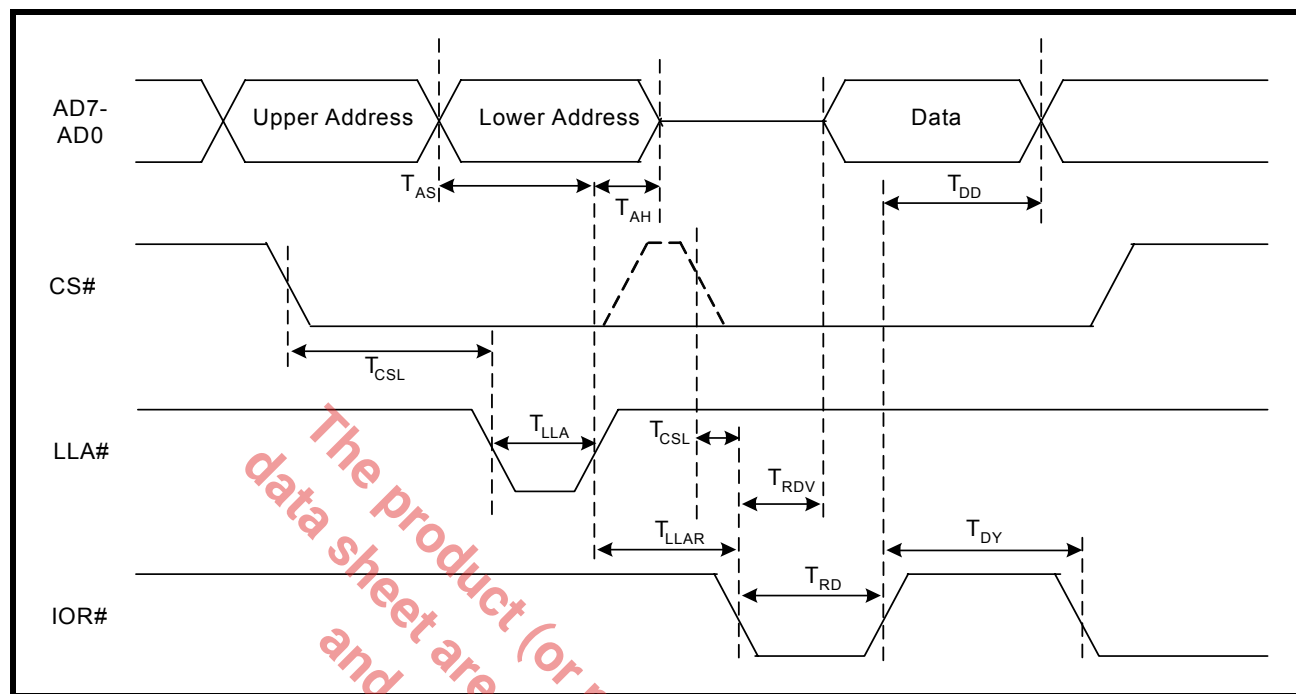 AD7-
AD0
Upper Address
Lower Address
Data
TAS
TAH
TDD
CS#
TCSL
LLA#
TLLA
TCSL
TRDV
TLLAR
TDY
IOR#
TRD
The product (or
data sheet are
and